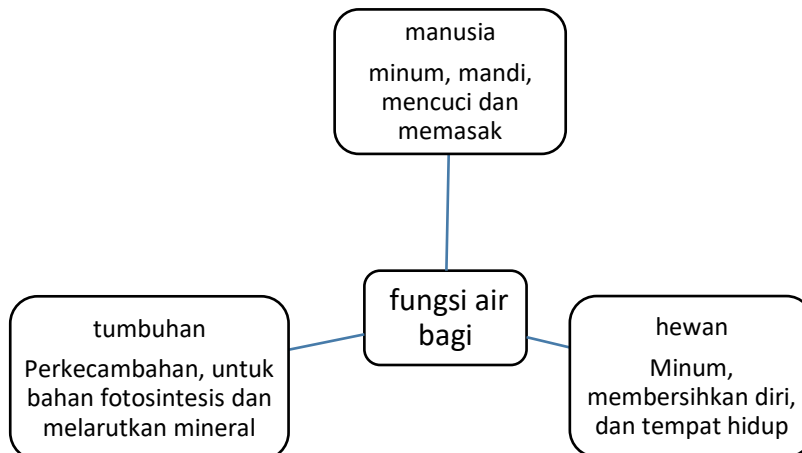 manusia
minum, mandi,
mencuci dan
memasak
fungsi air
bagi
tumbuhan
Perkecambahan, untuk
bahan fotosintesis dan
melarutkan mineral
hewan
Minum,
membersihkan diri,
dan tempat hidup